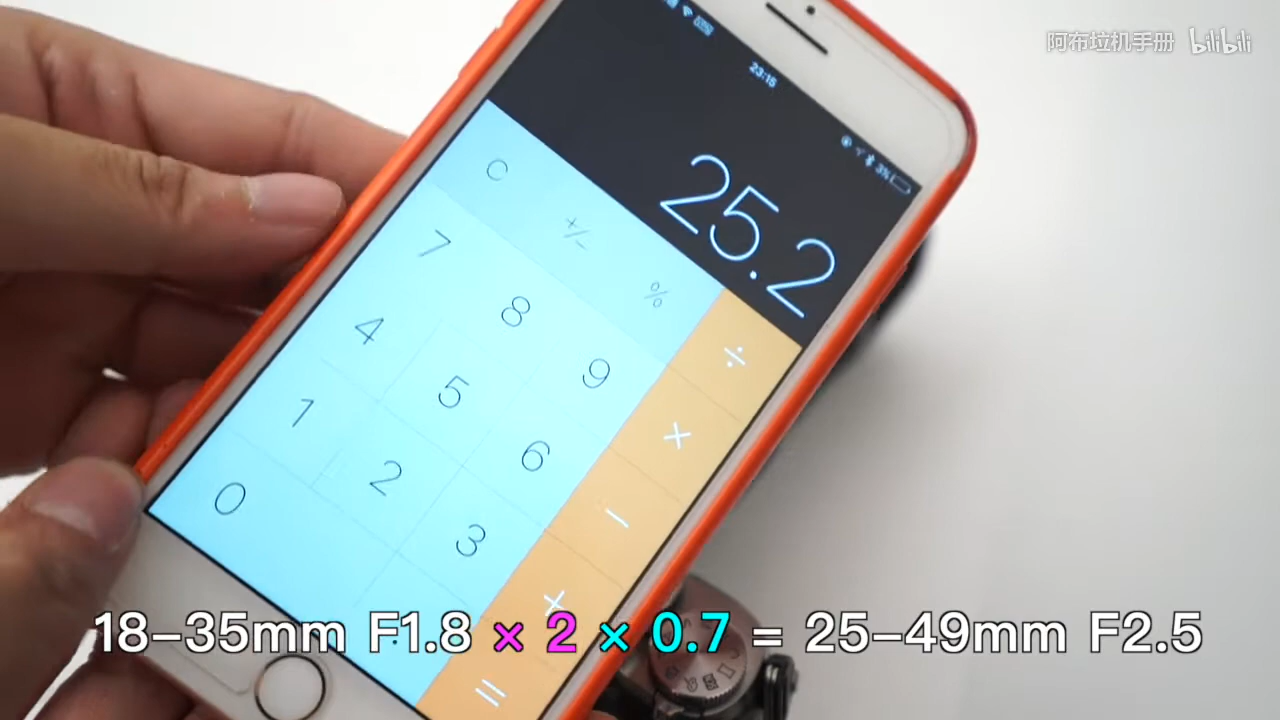 阿布垃机手册 bilibili
23:15
3%
25.2
C +/− % ÷
7 8 9 ×
4 5 6 −
1 2 3 +
0 =
18–35mm F1.8 × 2 × 0.7 = 25–49mm F2.5